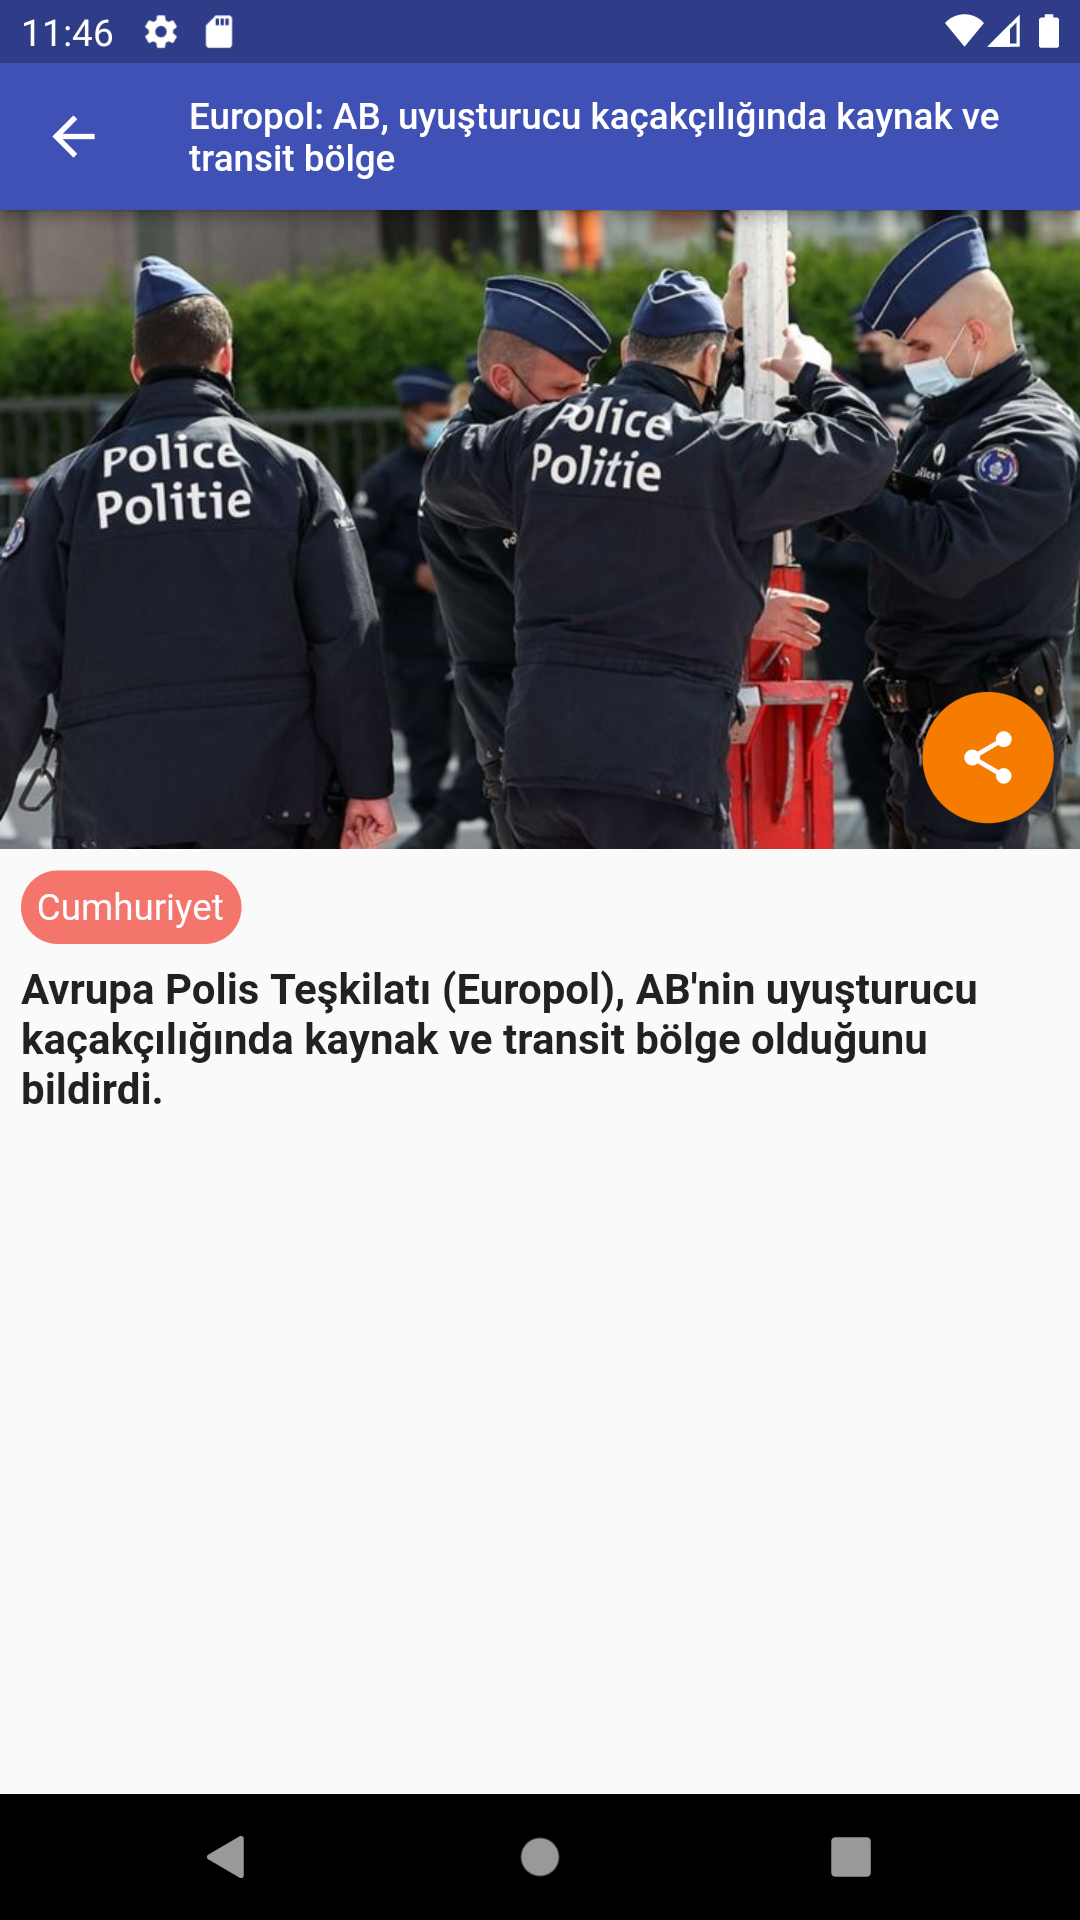 11:46
Europol: AB, uyuşturucu kaçakçılığında kaynak ve
transit bölge
Police
Politie
Police
Politie
Cumhuriyet
Avrupa Polis Teşkilatı (Europol), AB'nin uyuşturucu
kaçakçılığında kaynak ve transit bölge olduğunu
bildirdi.